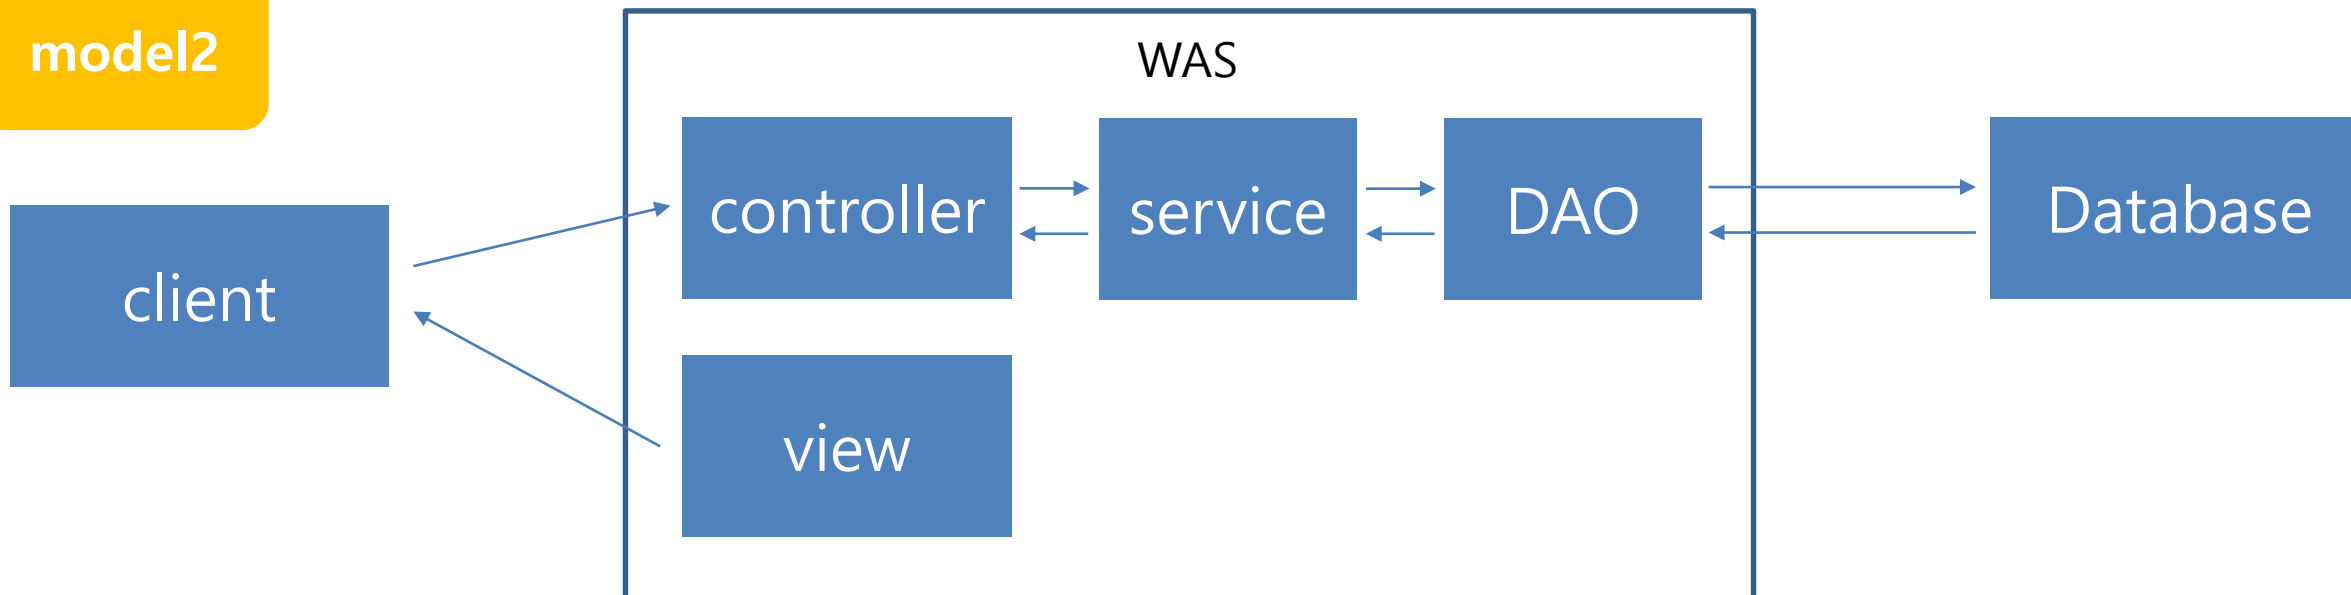 model2
WAS
controller
service
DAO
Database
client
view